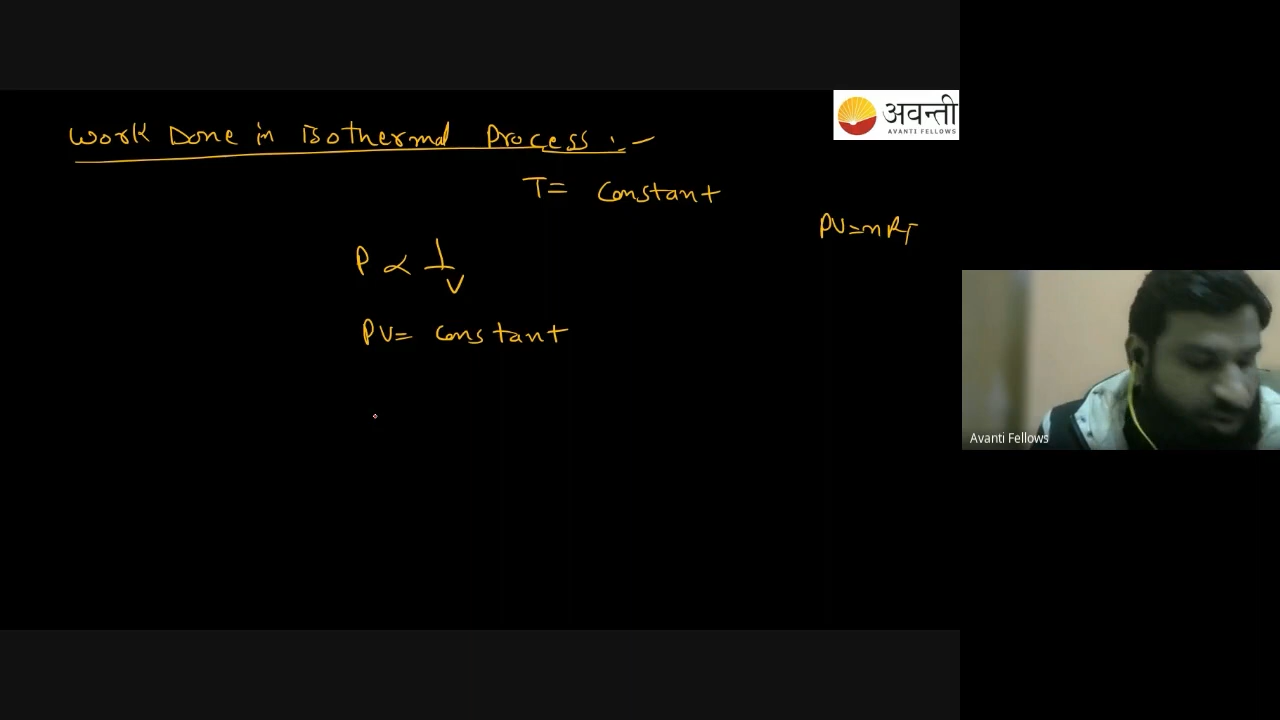 Work Done in Isothermal Process :-
T= Constant
PV=nRT
P ∝ 1/V
PV= Constant
अवन्ती
AVANTI FELLOWS
Avanti Fellows